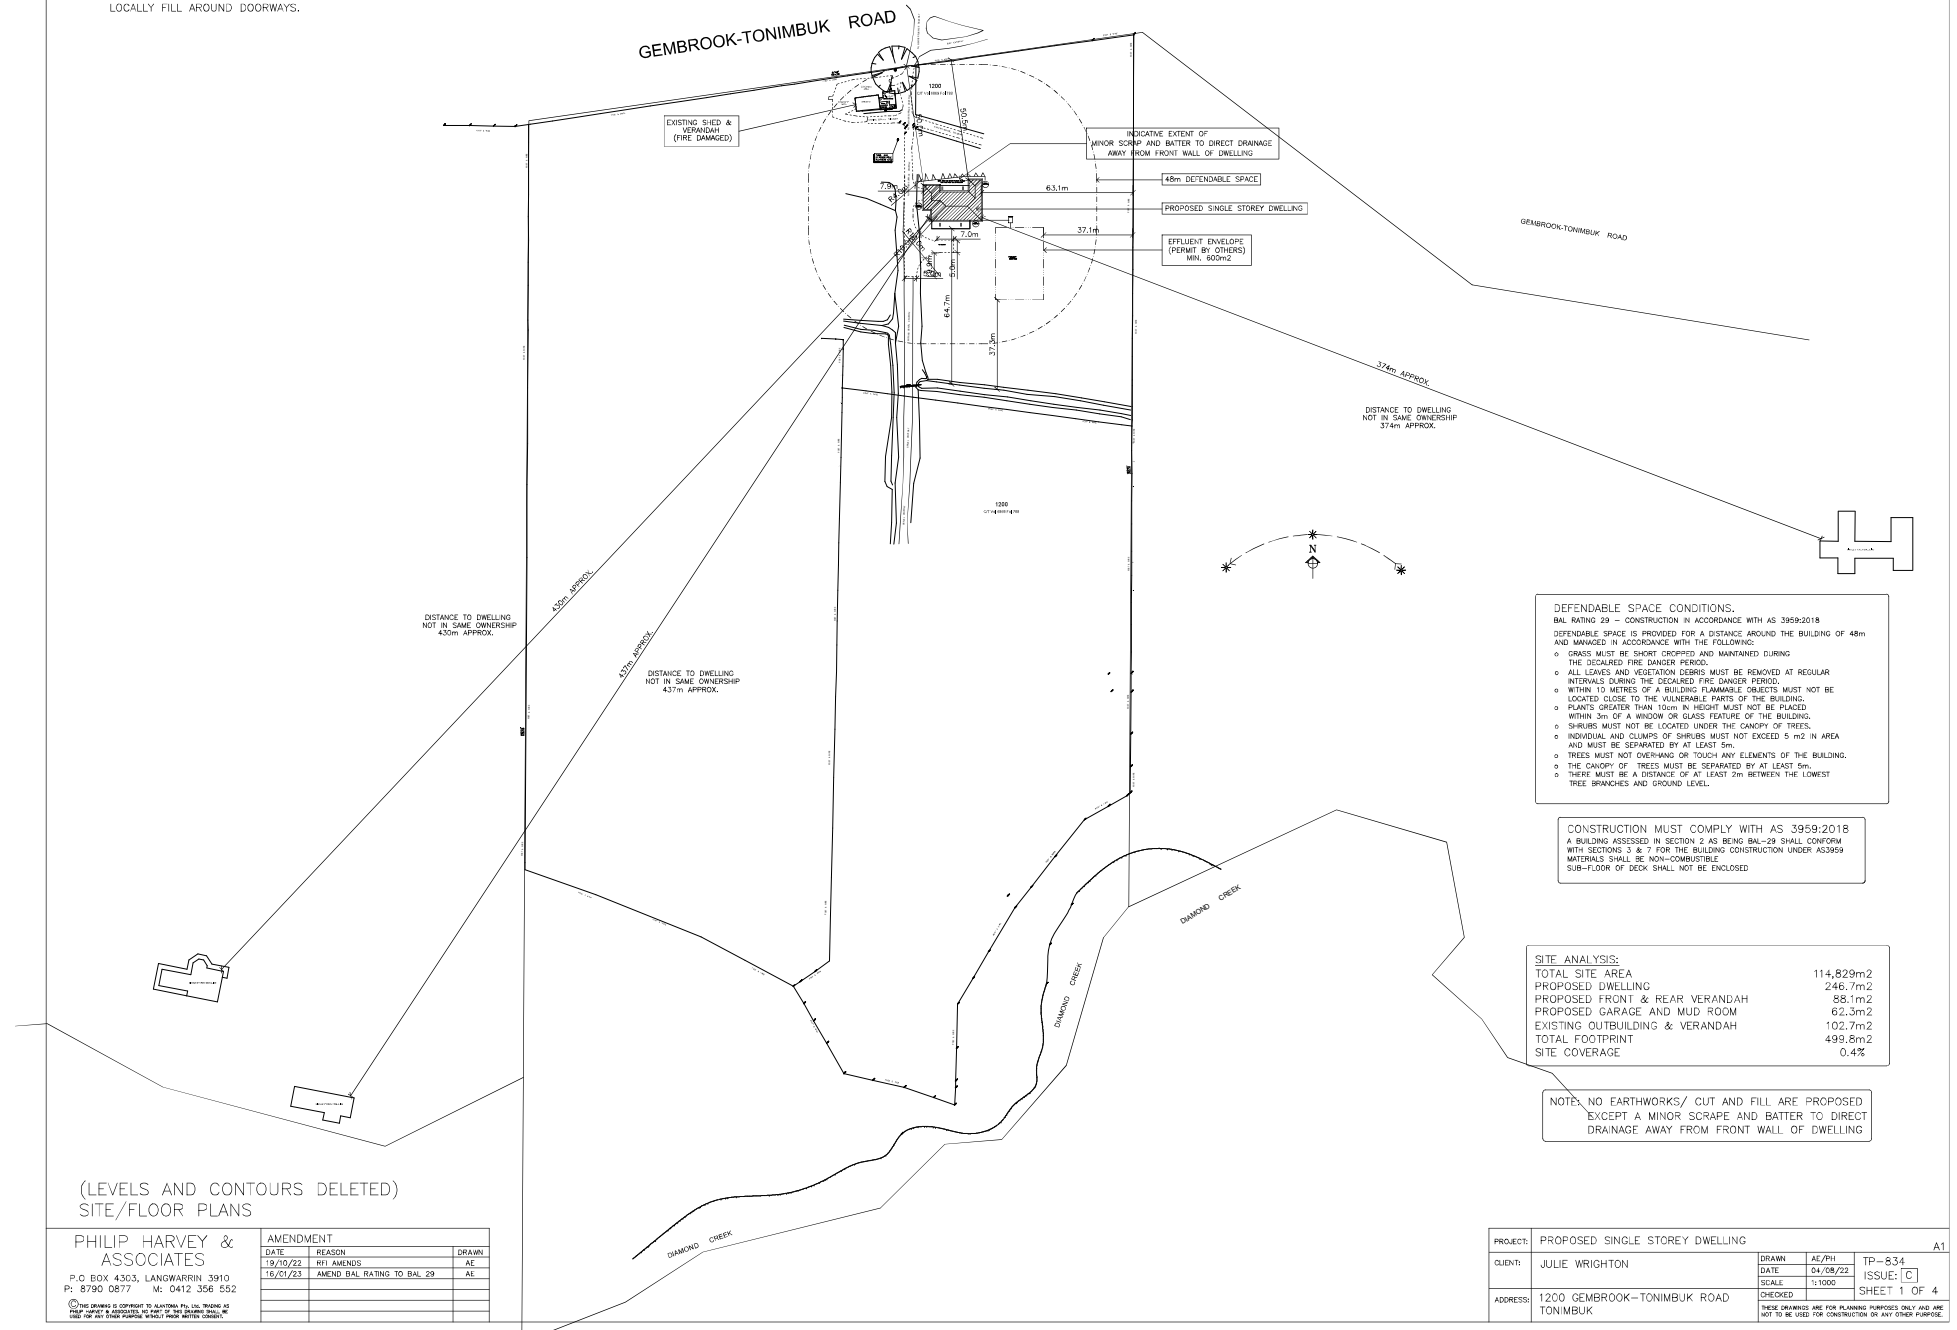 LOCALLY FILL AROUND DOORWAYS.
GEMBROOK-TONIMBUK ROAD
1200
EXISTING SHED &
VERANDAH
(FIRE DAMAGED)
50.5m
INDICATIVE EXTENT OF
MINOR SCRAP AND BATTER TO DIRECT DRAINAGE
AWAY FROM FRONT WALL OF DWELLING
48m DEFENDABLE SPACE
7.9m
63.1m
PROPOSED SINGLE STOREY DWELLING
GEMBROOK-TONIMBUK ROAD
7.0m
37.1m
EFFLUENT ENVELOPE
(PERMIT BY OTHERS)
MIN. 600m2
5.0m
64.7m
37.3m
374m APPROX.
DISTANCE TO DWELLING
NOT IN SAME OWNERSHIP
374m APPROX.
1200
N
430m APPROX.
DISTANCE TO DWELLING
NOT IN SAME OWNERSHIP
430m APPROX.
437m APPROX.
DISTANCE TO DWELLING
NOT IN SAME OWNERSHIP
437m APPROX.
DEFENDABLE SPACE CONDITIONS.
BAL RATING 29 - CONSTRUCTION IN ACCORDANCE WITH AS 3959:2018
DEFENDABLE SPACE IS PROVIDED FOR A DISTANCE AROUND THE BUILDING OF 48m
AND MANAGED IN ACCORDANCE WITH THE FOLLOWING:
o GRASS MUST BE SHORT CROPPED AND MAINTAINED DURING
THE DECALRED FIRE DANGER PERIOD.
o ALL LEAVES AND VEGETATION DEBRIS MUST BE REMOVED AT REGULAR
INTERVALS DURING THE DECALRED FIRE DANGER PERIOD.
o WITHIN 10 METRES OF A BUILDING FLAMMABLE OBJECTS MUST NOT BE
LOCATED CLOSE TO THE VULNERABLE PARTS OF THE BUILDING.
o PLANTS GREATER THAN 10cm IN HEIGHT MUST NOT BE PLACED
WITHIN 3m OF A WINDOW OR GLASS FEATURE OF THE BUILDING.
o SHRUBS MUST NOT BE LOCATED UNDER THE CANOPY OF TREES.
o INDIVIDUAL AND CLUMPS OF SHRUBS MUST NOT EXCEED 5 m2 IN AREA
AND MUST BE SEPARATED BY AT LEAST 5m.
o TREES MUST NOT OVERHANG OR TOUCH ANY ELEMENTS OF THE BUILDING.
o THE CANOPY OF TREES MUST BE SEPARATED BY AT LEAST 5m.
o THERE MUST BE A DISTANCE OF AT LEAST 2m BETWEEN THE LOWEST
TREE BRANCHES AND GROUND LEVEL.
CONSTRUCTION MUST COMPLY WITH AS 3959:2018
A BUILDING ASSESSED IN SECTION 2 AS BEING BAL-29 SHALL CONFORM
WITH SECTIONS 3 & 7 FOR THE BUILDING CONSTRUCTION UNDER AS3959
MATERIALS SHALL BE NON-COMBUSTIBLE
SUB-FLOOR OF DECK SHALL NOT BE ENCLOSED
DIAMOND CREEK
DIAMOND CREEK
DIAMOND CREEK
SITE ANALYSIS:
TOTAL SITE AREA 114,829m2
PROPOSED DWELLING 246.7m2
PROPOSED FRONT & REAR VERANDAH 88.1m2
PROPOSED GARAGE AND MUD ROOM 62.3m2
EXISTING OUTBUILDING & VERANDAH 102.7m2
TOTAL FOOTPRINT 499.8m2
SITE COVERAGE 0.4%
NOTE: NO EARTHWORKS/ CUT AND FILL ARE PROPOSED
EXCEPT A MINOR SCRAPE AND BATTER TO DIRECT
DRAINAGE AWAY FROM FRONT WALL OF DWELLING
(LEVELS AND CONTOURS DELETED)
SITE/FLOOR PLANS
PHILIP HARVEY &
ASSOCIATES
P.O BOX 4303, LANGWARRIN 3910
P: 8790 0877 M: 0412 356 552
© THIS DRAWING IS COPYRIGHT TO ALANTONIA Pty. Ltd. TRADING AS
PHILIP HARVEY & ASSOCIATES. NO PART OF THIS DRAWING SHALL BE
USED FOR ANY OTHER PURPOSE WITHOUT PRIOR WRITTEN CONSENT.
AMENDMENT
DATE REASON DRAWN
19/10/22 RFI AMENDS AE
16/01/23 AMEND BAL RATING TO BAL 29 AE
PROJECT: PROPOSED SINGLE STOREY DWELLING A1
CLIENT: JULIE WRIGHTON
ADDRESS: 1200 GEMBROOK-TONIMBUK ROAD
TONIMBUK
DRAWN AE/PH
DATE 04/08/22
SCALE 1:1000
CHECKED
TP-834
ISSUE: C
SHEET 1 OF 4
THESE DRAWINGS ARE FOR PLANNING PURPOSES ONLY AND ARE
NOT TO BE USED FOR CONSTRUCTION OR ANY OTHER PURPOSE.